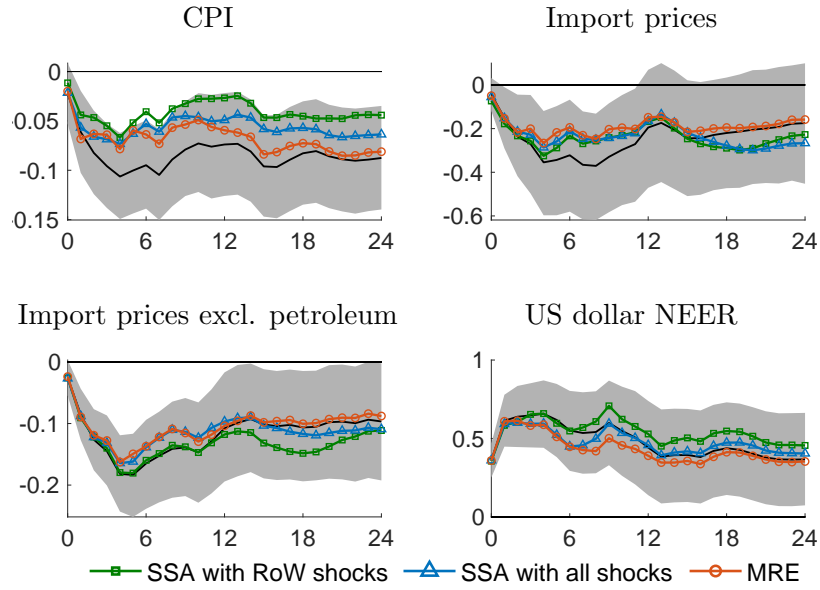 CPI
Import prices
0
-0.05
-0.1
-0.15
0 6 12 18 24
0
-0.2
-0.4
-0.6
0 6 12 18 24
Import prices excl. petroleum
US dollar NEER
0
-0.1
-0.2
0 6 12 18 24
1
0.5
0
0 6 12 18 24
SSA with RoW shocks SSA with all shocks MRE